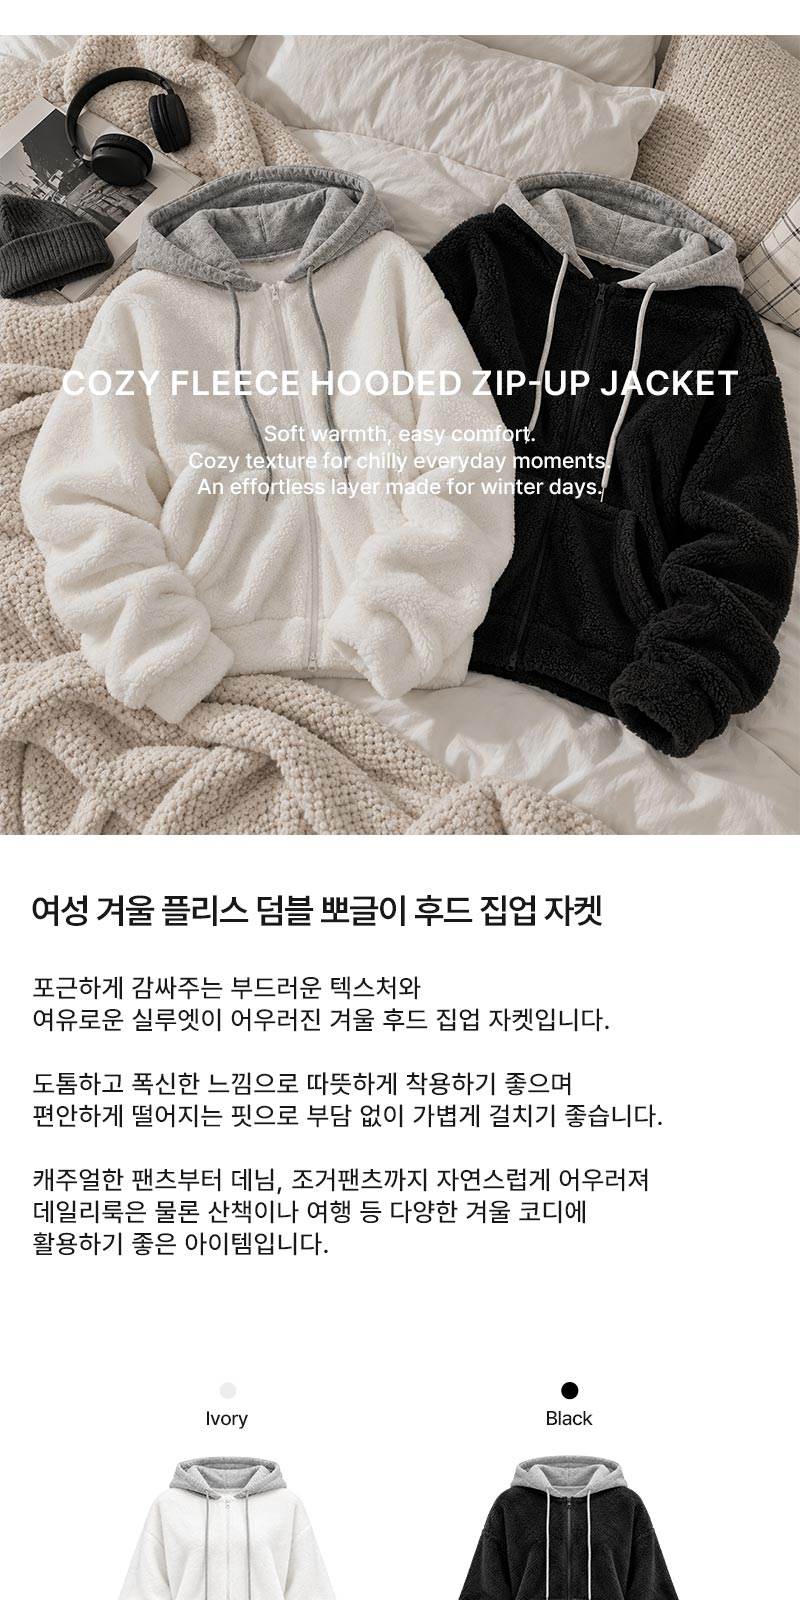 COZY FLEECE HOODED ZIP-UP JACKET
Soft warmth, easy comfort.
Cozy texture for chilly everyday moments.
An effortless layer made for winter days.
여성 겨울 플리스 덤블 뽀글이 후드 집업 자켓
포근하게 감싸주는 부드러운 텍스처와
여유로운 실루엣이 어우러진 겨울 후드 집업 자켓입니다.
도톰하고 폭신한 느낌으로 따뜻하게 착용하기 좋으며
편안하게 떨어지는 핏으로 부담 없이 가볍게 걸치기 좋습니다.
캐주얼한 팬츠부터 데님, 조거팬츠까지 자연스럽게 어우러져
데일리룩은 물론 산책이나 여행 등 다양한 겨울 코디에
활용하기 좋은 아이템입니다.
Ivory
Black